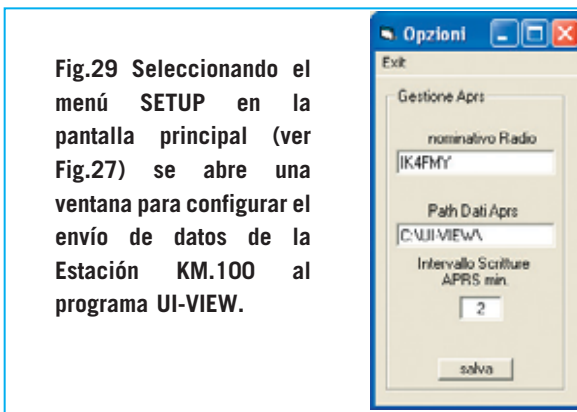 Fig.29 Seleccionando el
menú SETUP en la
pantalla principal (ver
Fig.27) se abre una
ventana para configurar el
envío de datos de la
Estación KM.100 al
programa UI-VIEW.
Opzioni
Exit
Gestione Aprs
nominativo Radio
IK4FMY
Path Dati Aprs
C:\UI-VIEW\
Intervallo Scritture
APRS min.
2
salva